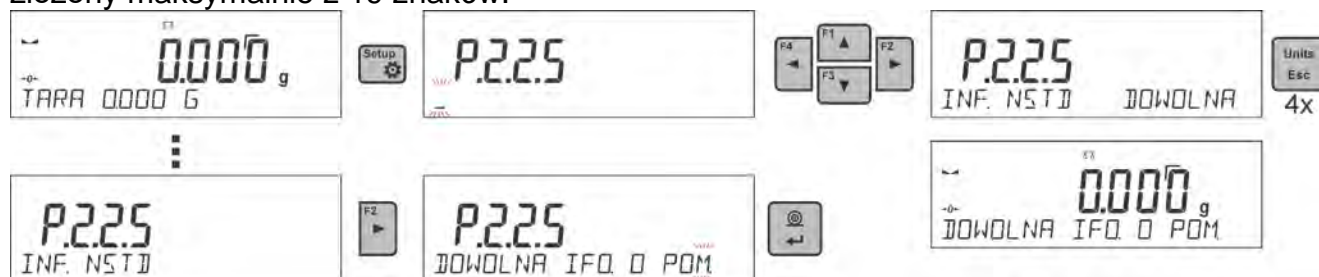 złożony maksymalnie z znaków.
0.000 g
TARA 0.000 G
Setup
P.2.2.5
F4
F1
F3
F2
P.2.2.5
INF. NSTD DOWOLNA
Units
Esc
4x
P.2.2.5
INF. NSTD
F2
P.2.2.5
DOWOLNA IFO. O POM.
0.000 g
DOWOLNA IFO. O POM.